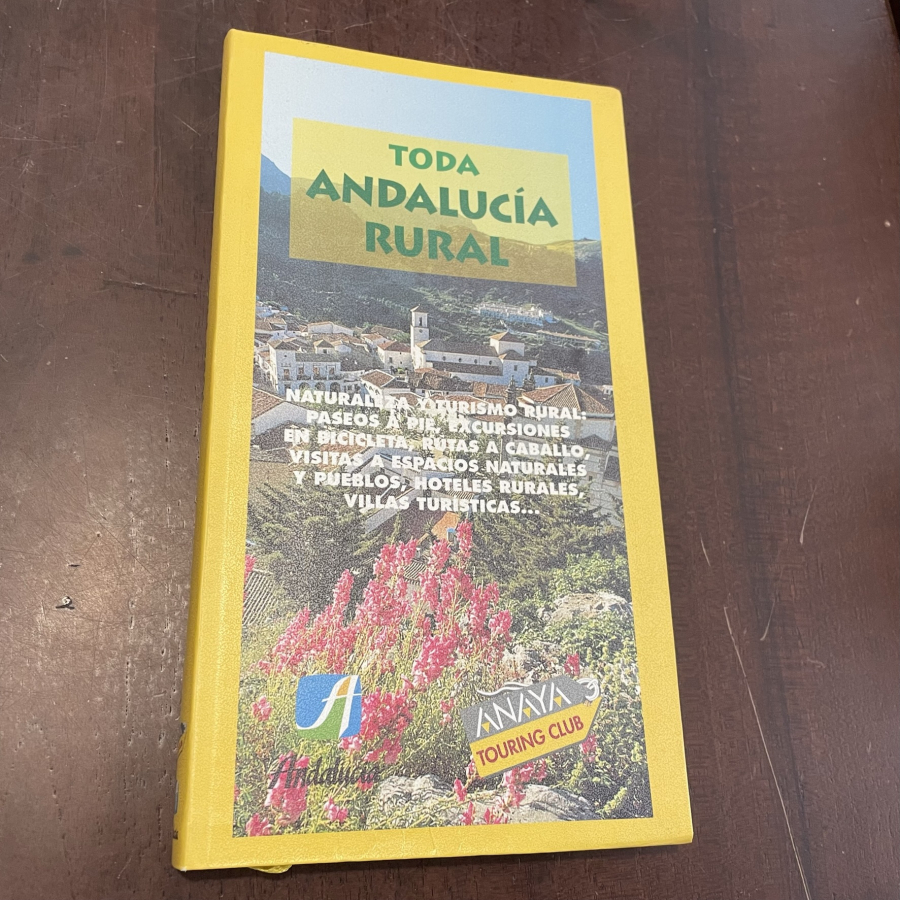 TODA
ANDALUCÍA
RURAL
NATURALEZA Y TURISMO RURAL:
PASEOS A PIE, EXCURSIONES
EN BICICLETA, RUTAS A CABALLO,
VISITAS A ESPACIOS NATURALES
Y PUEBLOS, HOTELES RURALES,
VILLAS TURÍSTICAS...
A
Andalucía
ANAYA
TOURING CLUB